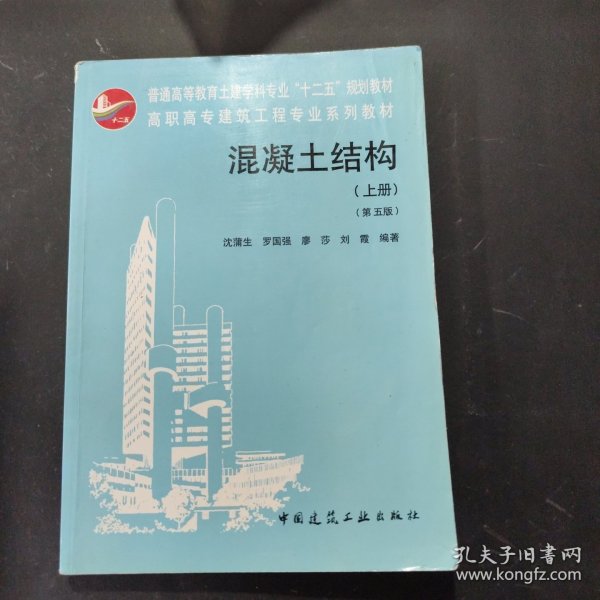 普通高等教育土建学科专业“十二五”规划教材
高职高专建筑工程专业系列教材
十二五
混凝土结构
（上册）
（第五版）
沈蒲生 罗国强 廖 莎 刘 霞 编著
中国建筑工业出版社
孔夫子旧书网
www.kongfz.com